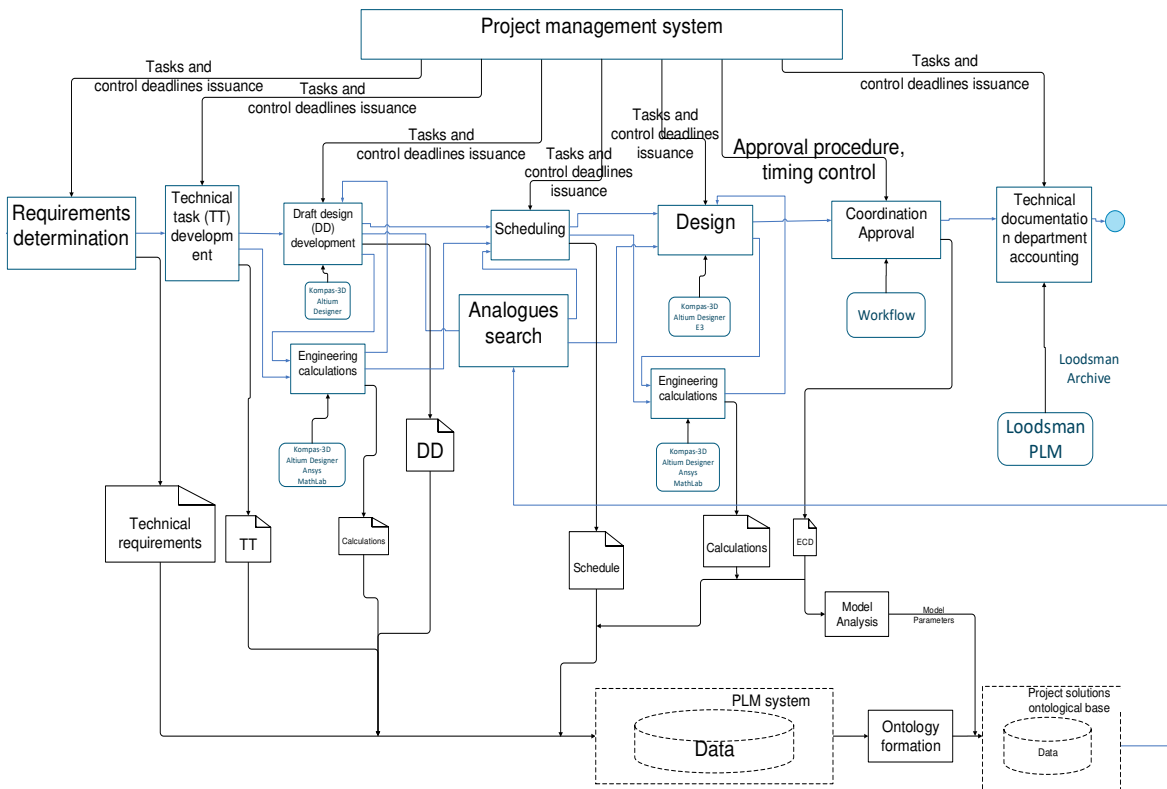 Project management system
Tasks and
control deadlines issuance
Tasks and
control deadlines issuance
Tasks and
control deadlines issuance
Tasks and
control deadlines
issuance
Tasks and
control deadlines
issuance
Approval procedure,
timing control
Tasks and
control deadlines issuance
Requirements
determination
Technical
task (TT)
developm
ent
Draft design
(DD)
development
Scheduling
Design
Coordination
Approval
Technical
documentatio
n department
accounting
Kompas-3D
Altium
Designer
Analogues
search
Kompas-3D
Altium Designer
E3
Workflow
Engineering
calculations
Engineering
calculations
Loodsman
Archive
Loodsman
PLM
Kompas-3D
Altium Designer
Ansys
MathLab
DD
Kompas-3D
Altium Designer
Ansys
MathLab
Technical
requirements
TT
Calculations
Schedule
Calculations
ECD
Model
Analysis
Model
Parameters
PLM system
Data
Ontology
formation
Project solutions
ontological base
Data